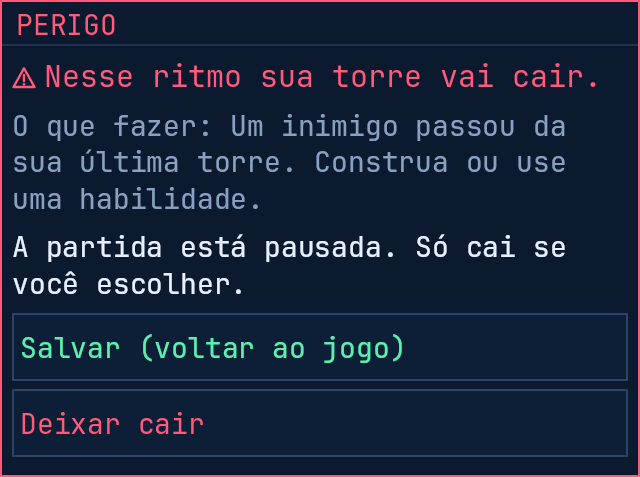 PERIGO
⚠ Nesse ritmo sua torre vai cair.
O que fazer: Um inimigo passou da
sua última torre. Construa ou use
uma habilidade.
A partida está pausada. Só cai se
você escolher.
Salvar (voltar ao jogo)
Deixar cair